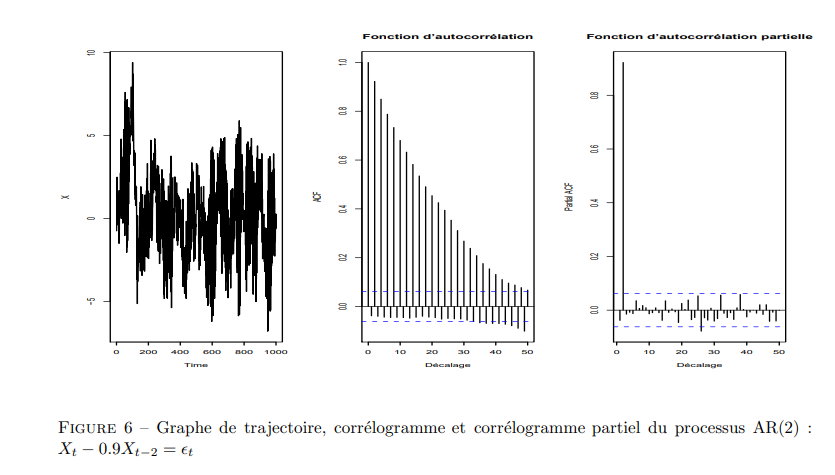 Fonction d'autocorrélation
Fonction d'autocorrélation partielle
X
10
5
0
−5
0 200 400 600 800 1000
Time
ACF
1.0
0.8
0.6
0.4
0.2
0.0
0 10 20 30 40 50
Décalage
Partial ACF
0.8
0.6
0.4
0.2
0.0
0 10 20 30 40 50
Décalage
FIGURE 6 – Graphe de trajectoire, corrélogramme et corrélogramme partiel du processus AR(2) :
Xₜ − 0.9Xₜ₋₂ = ϵₜ